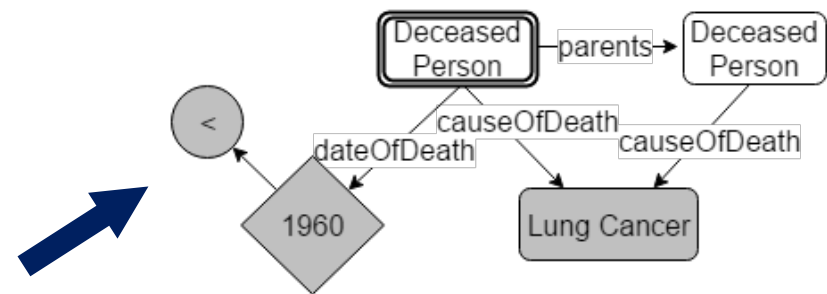 Deceased
Person
parents
Deceased
Person
<
causeOfDeath
dateOfDeath
causeOfDeath
1960
Lung Cancer